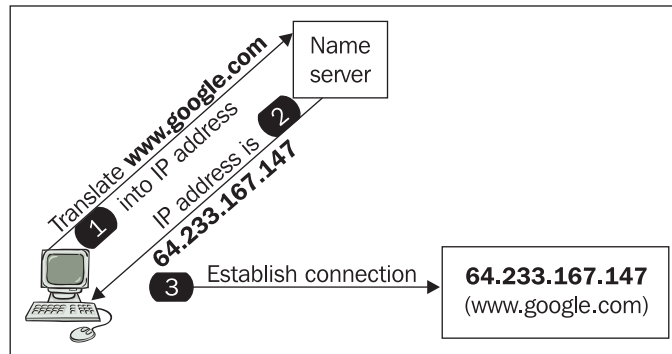 Name
server
Translate www.google.com
1
into IP address
2
IP address is
64.233.167.147
3
Establish connection
64.233.167.147
(www.google.com)